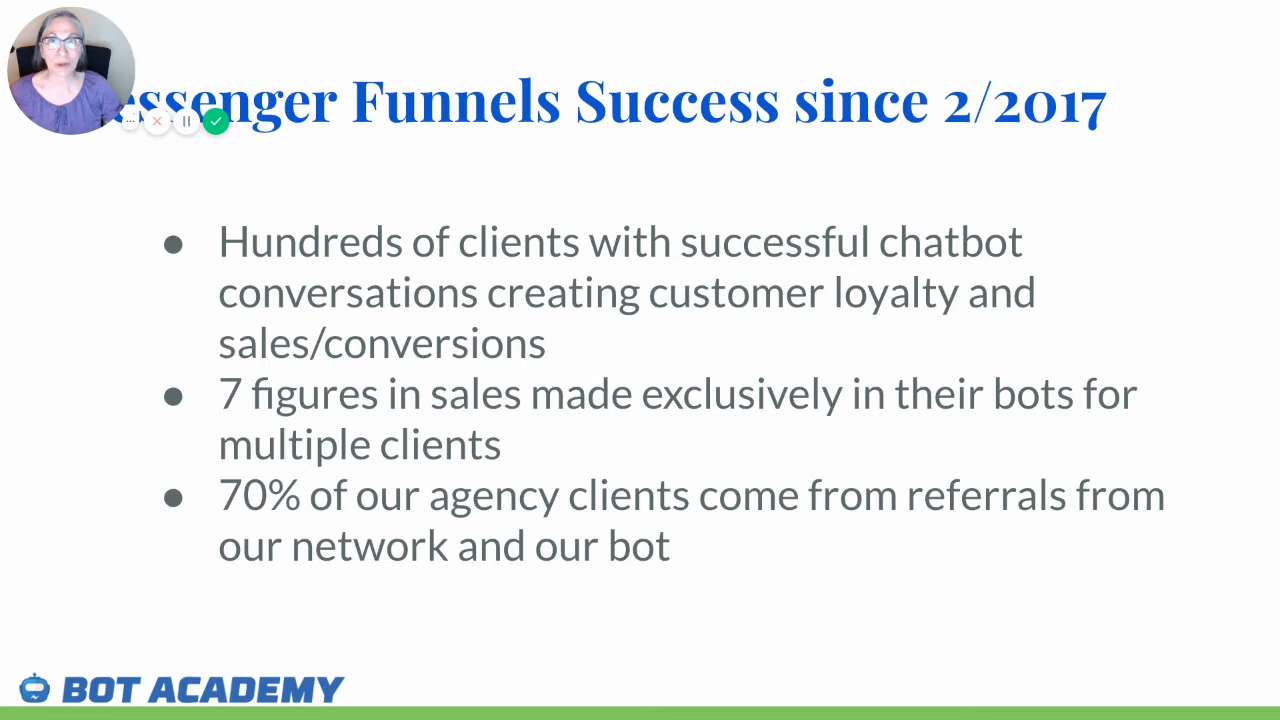 essenger Funnels Success since 2/2017
● Hundreds of clients with successful chatbot
conversations creating customer loyalty and
sales/conversions
● 7 figures in sales made exclusively in their bots for
multiple clients
● 70% of our agency clients come from referrals from
our network and our bot
BOT ACADEMY